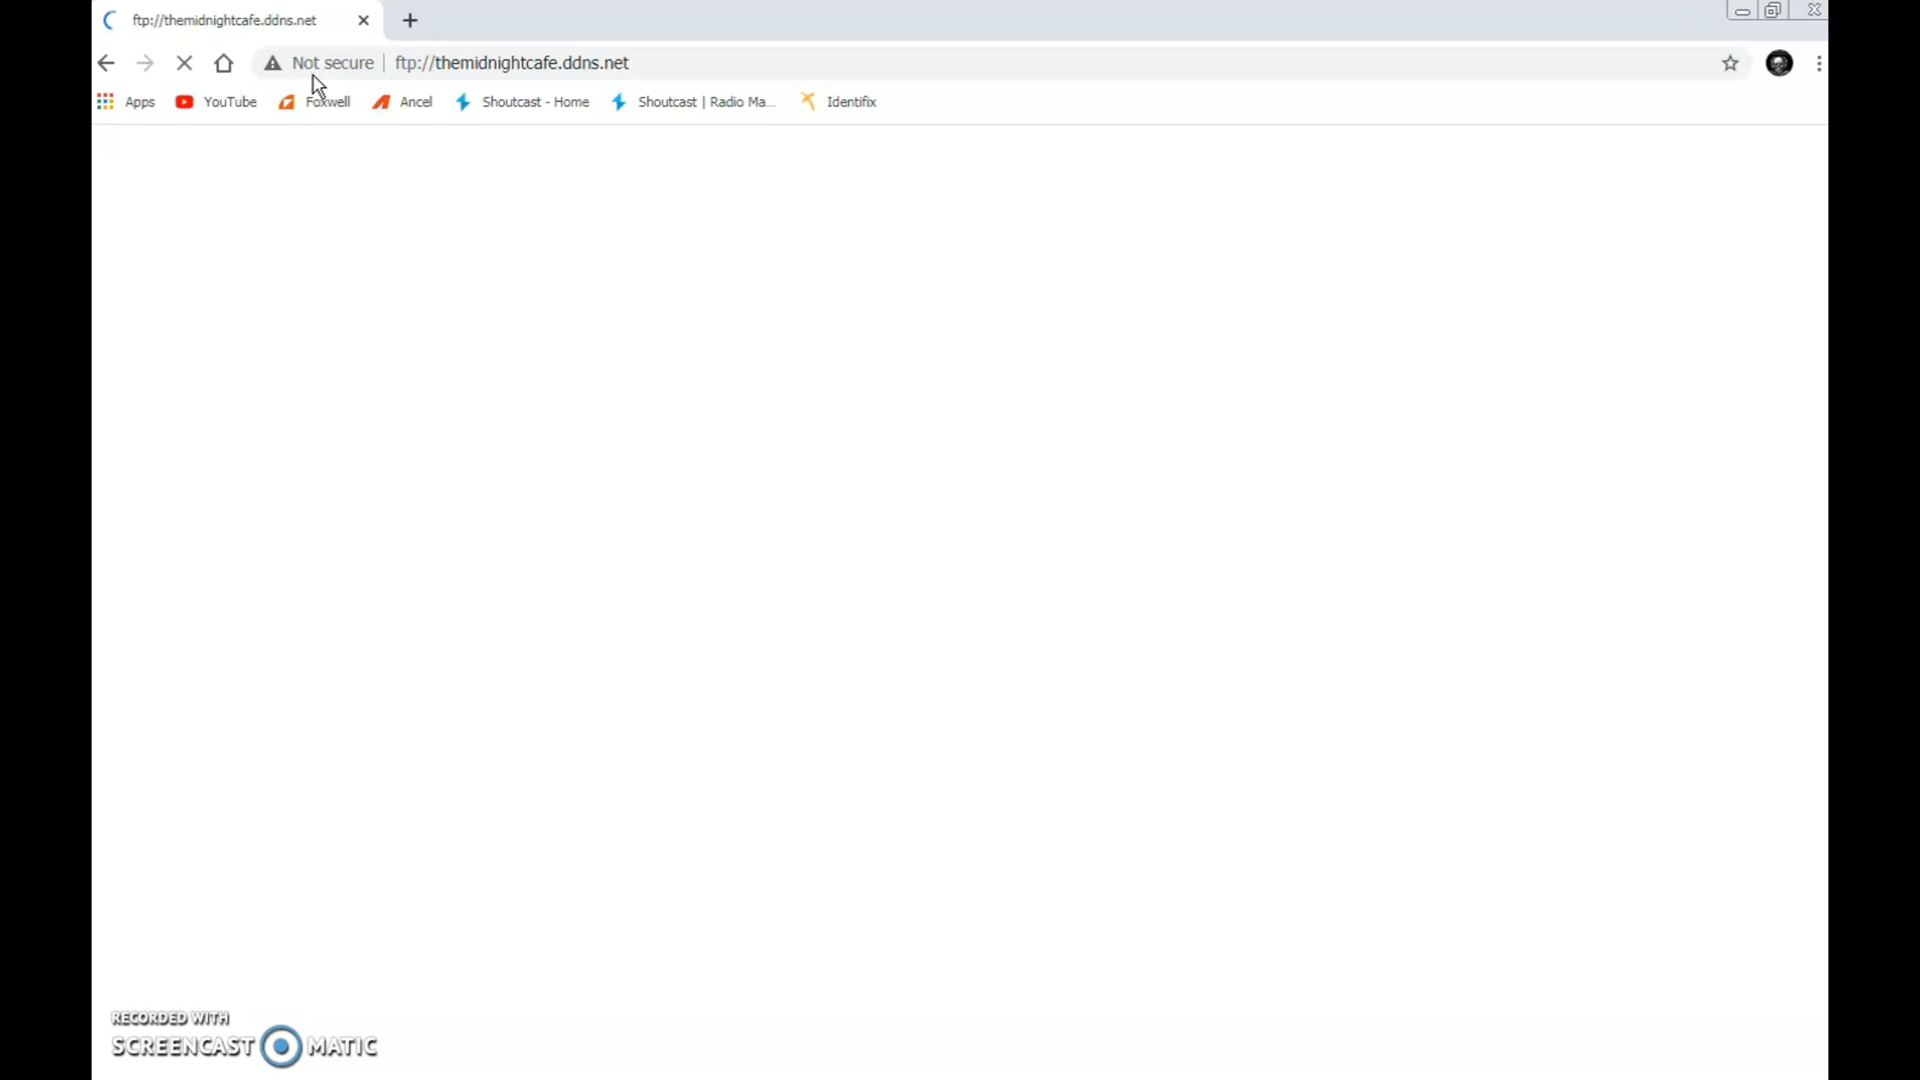 ftp://themidnightcafe.ddns.net
Not secure ftp://themidnightcafe.ddns.net
Apps YouTube Foxwell Ancel Shoutcast - Home Shoutcast | Radio Ma... Identifix
RECORDED WITH
SCREENCAST MATIC